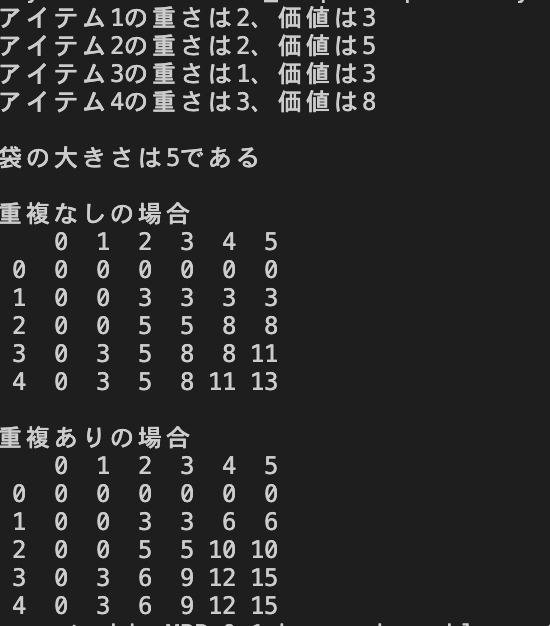 アイテム1の重さは2、価値は3
アイテム2の重さは2、価値は5
アイテム3の重さは1、価値は3
アイテム4の重さは3、価値は8
袋の大きさは5である
重複なしの場合
0 1 2 3 4 5
0 0 0 0 0 0 0
1 0 0 3 3 3 3
2 0 0 5 5 8 8
3 0 3 5 8 8 11
4 0 3 5 8 11 13
重複ありの場合
0 1 2 3 4 5
0 0 0 0 0 0 0
1 0 0 3 3 6 6
2 0 0 5 5 10 10
3 0 3 6 9 12 15
4 0 3 6 9 12 15